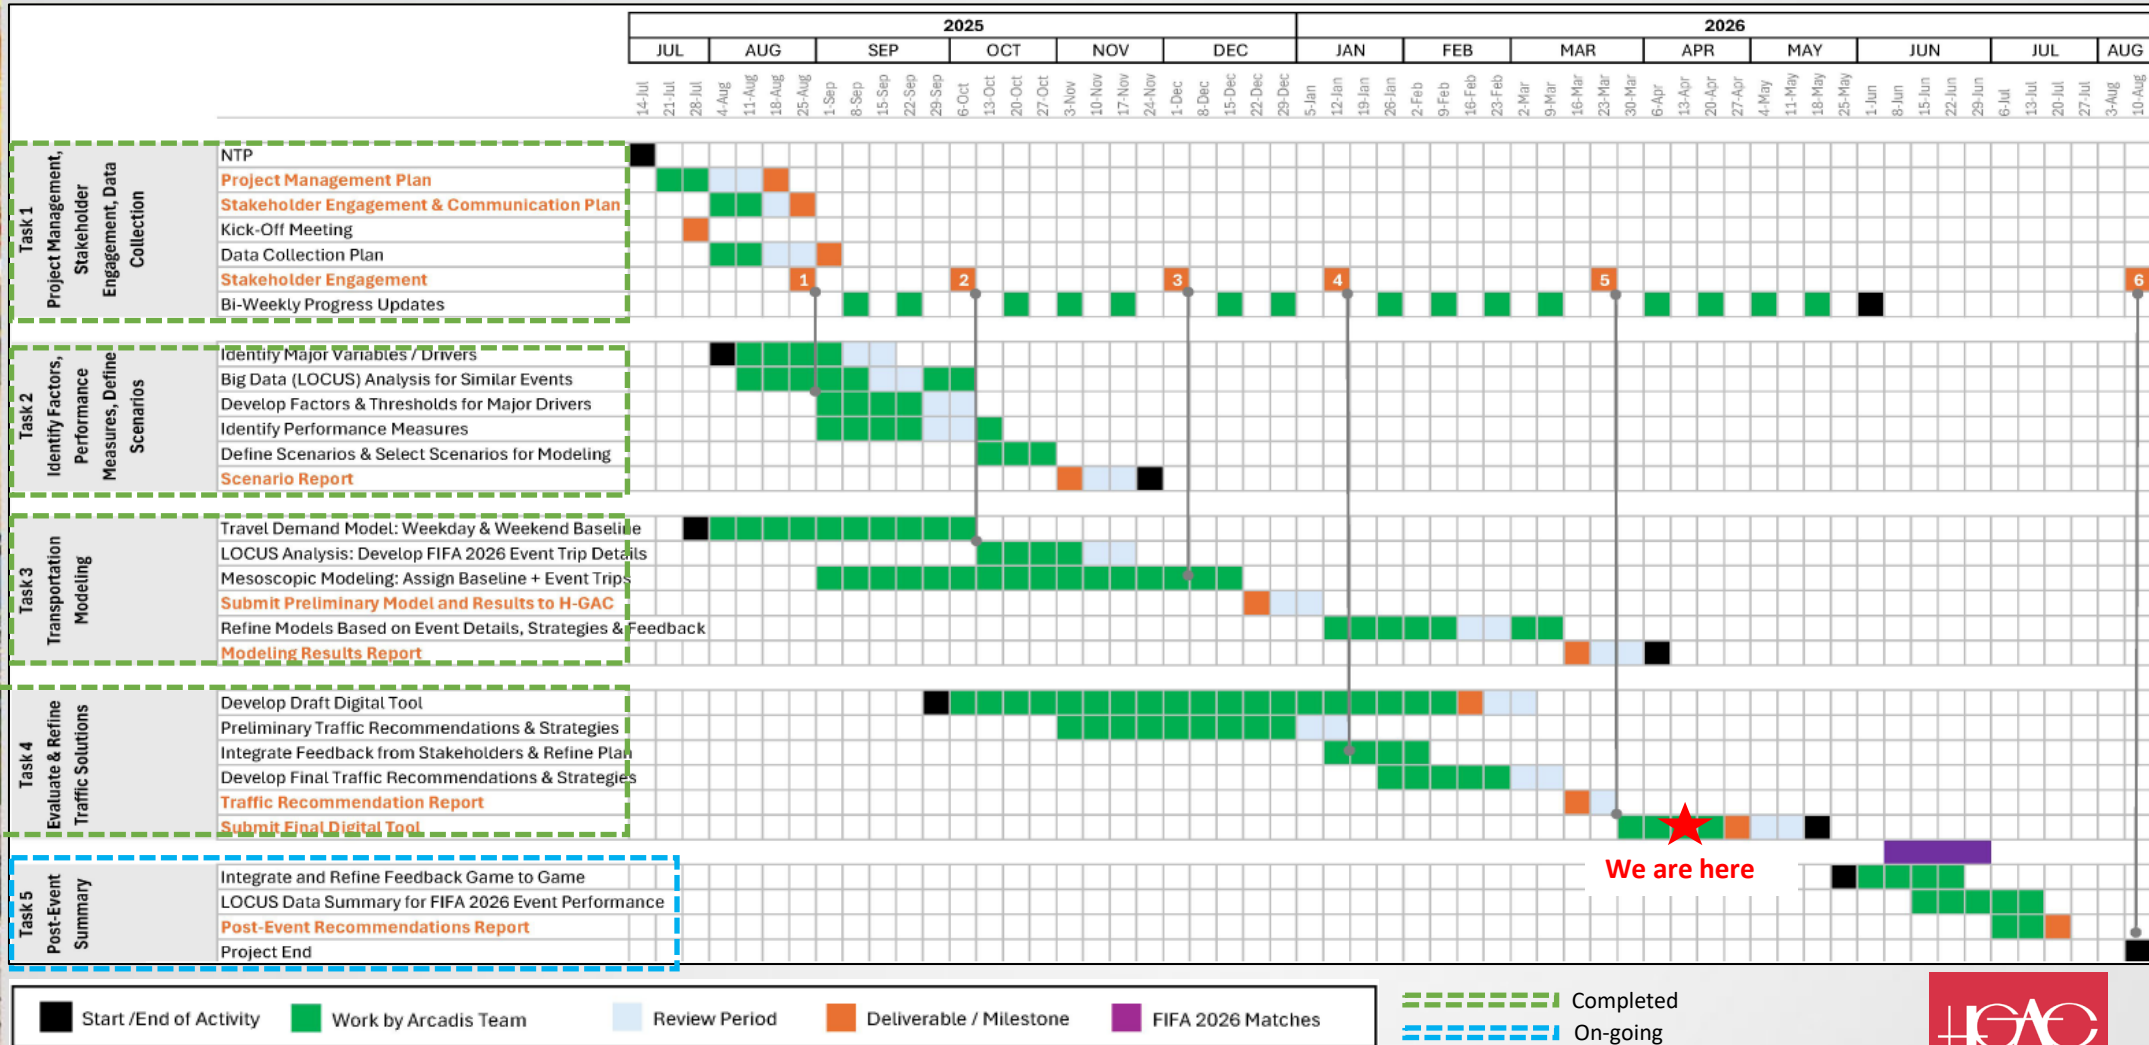 2025 2026
JUL AUG SEP OCT NOV DEC JAN FEB MAR APR MAY JUN JUL AUG
14-Jul 21-Jul 28-Jul 4-Aug 11-Aug 18-Aug 25-Aug 1-Sep 8-Sep 15-Sep 22-Sep 29-Sep 6-Oct 13-Oct 20-Oct 27-Oct 3-Nov 10-Nov 17-Nov 24-Nov 1-Dec 8-Dec 15-Dec 22-Dec 29-Dec 5-Jan 12-Jan 19-Jan 26-Jan 2-Feb 9-Feb 16-Feb 23-Feb 2-Mar 9-Mar 16-Mar 23-Mar 30-Mar 6-Apr 13-Apr 20-Apr 27-Apr 4-May 11-May 18-May 25-May 1-Jun 8-Jun 15-Jun 22-Jun 29-Jun 6-Jul 13-Jul 20-Jul 27-Jul 3-Aug 10-Aug
Task 1
Project Management,
Stakeholder
Engagement, Data
Collection
NTP
Project Management Plan
Stakeholder Engagement & Communication Plan
Kick-Off Meeting
Data Collection Plan
Stakeholder Engagement
1 2 3 4 5 6
Bi-Weekly Progress Updates
Task 2
Identify Factors,
Performance
Measures, Define
Scenarios
Identify Major Variables / Drivers
Big Data (LOCUS) Analysis for Similar Events
Develop Factors & Thresholds for Major Drivers
Identify Performance Measures
Define Scenarios & Select Scenarios for Modeling
Scenario Report
Task 3
Transportation
Modeling
Travel Demand Model: Weekday & Weekend Baseline
LOCUS Analysis: Develop FIFA 2026 Event Trip Details
Mesoscopic Modeling: Assign Baseline + Event Trips
Submit Preliminary Model and Results to H-GAC
Refine Models Based on Event Details, Strategies & Feedback
Modeling Results Report
Task 4
Evaluate & Refine
Traffic Solutions
Develop Draft Digital Tool
Preliminary Traffic Recommendations & Strategies
Integrate Feedback from Stakeholders & Refine Plan
Develop Final Traffic Recommendations & Strategies
Traffic Recommendation Report
Submit Final Digital Tool
We are here
Task 5
Post-Event
Summary
Integrate and Refine Feedback Game to Game
LOCUS Data Summary for FIFA 2026 Event Performance
Post-Event Recommendations Report
Project End
Start /End of Activity
Work by Arcadis Team
Review Period
Deliverable / Milestone
FIFA 2026 Matches
Completed
On-going
HGAC